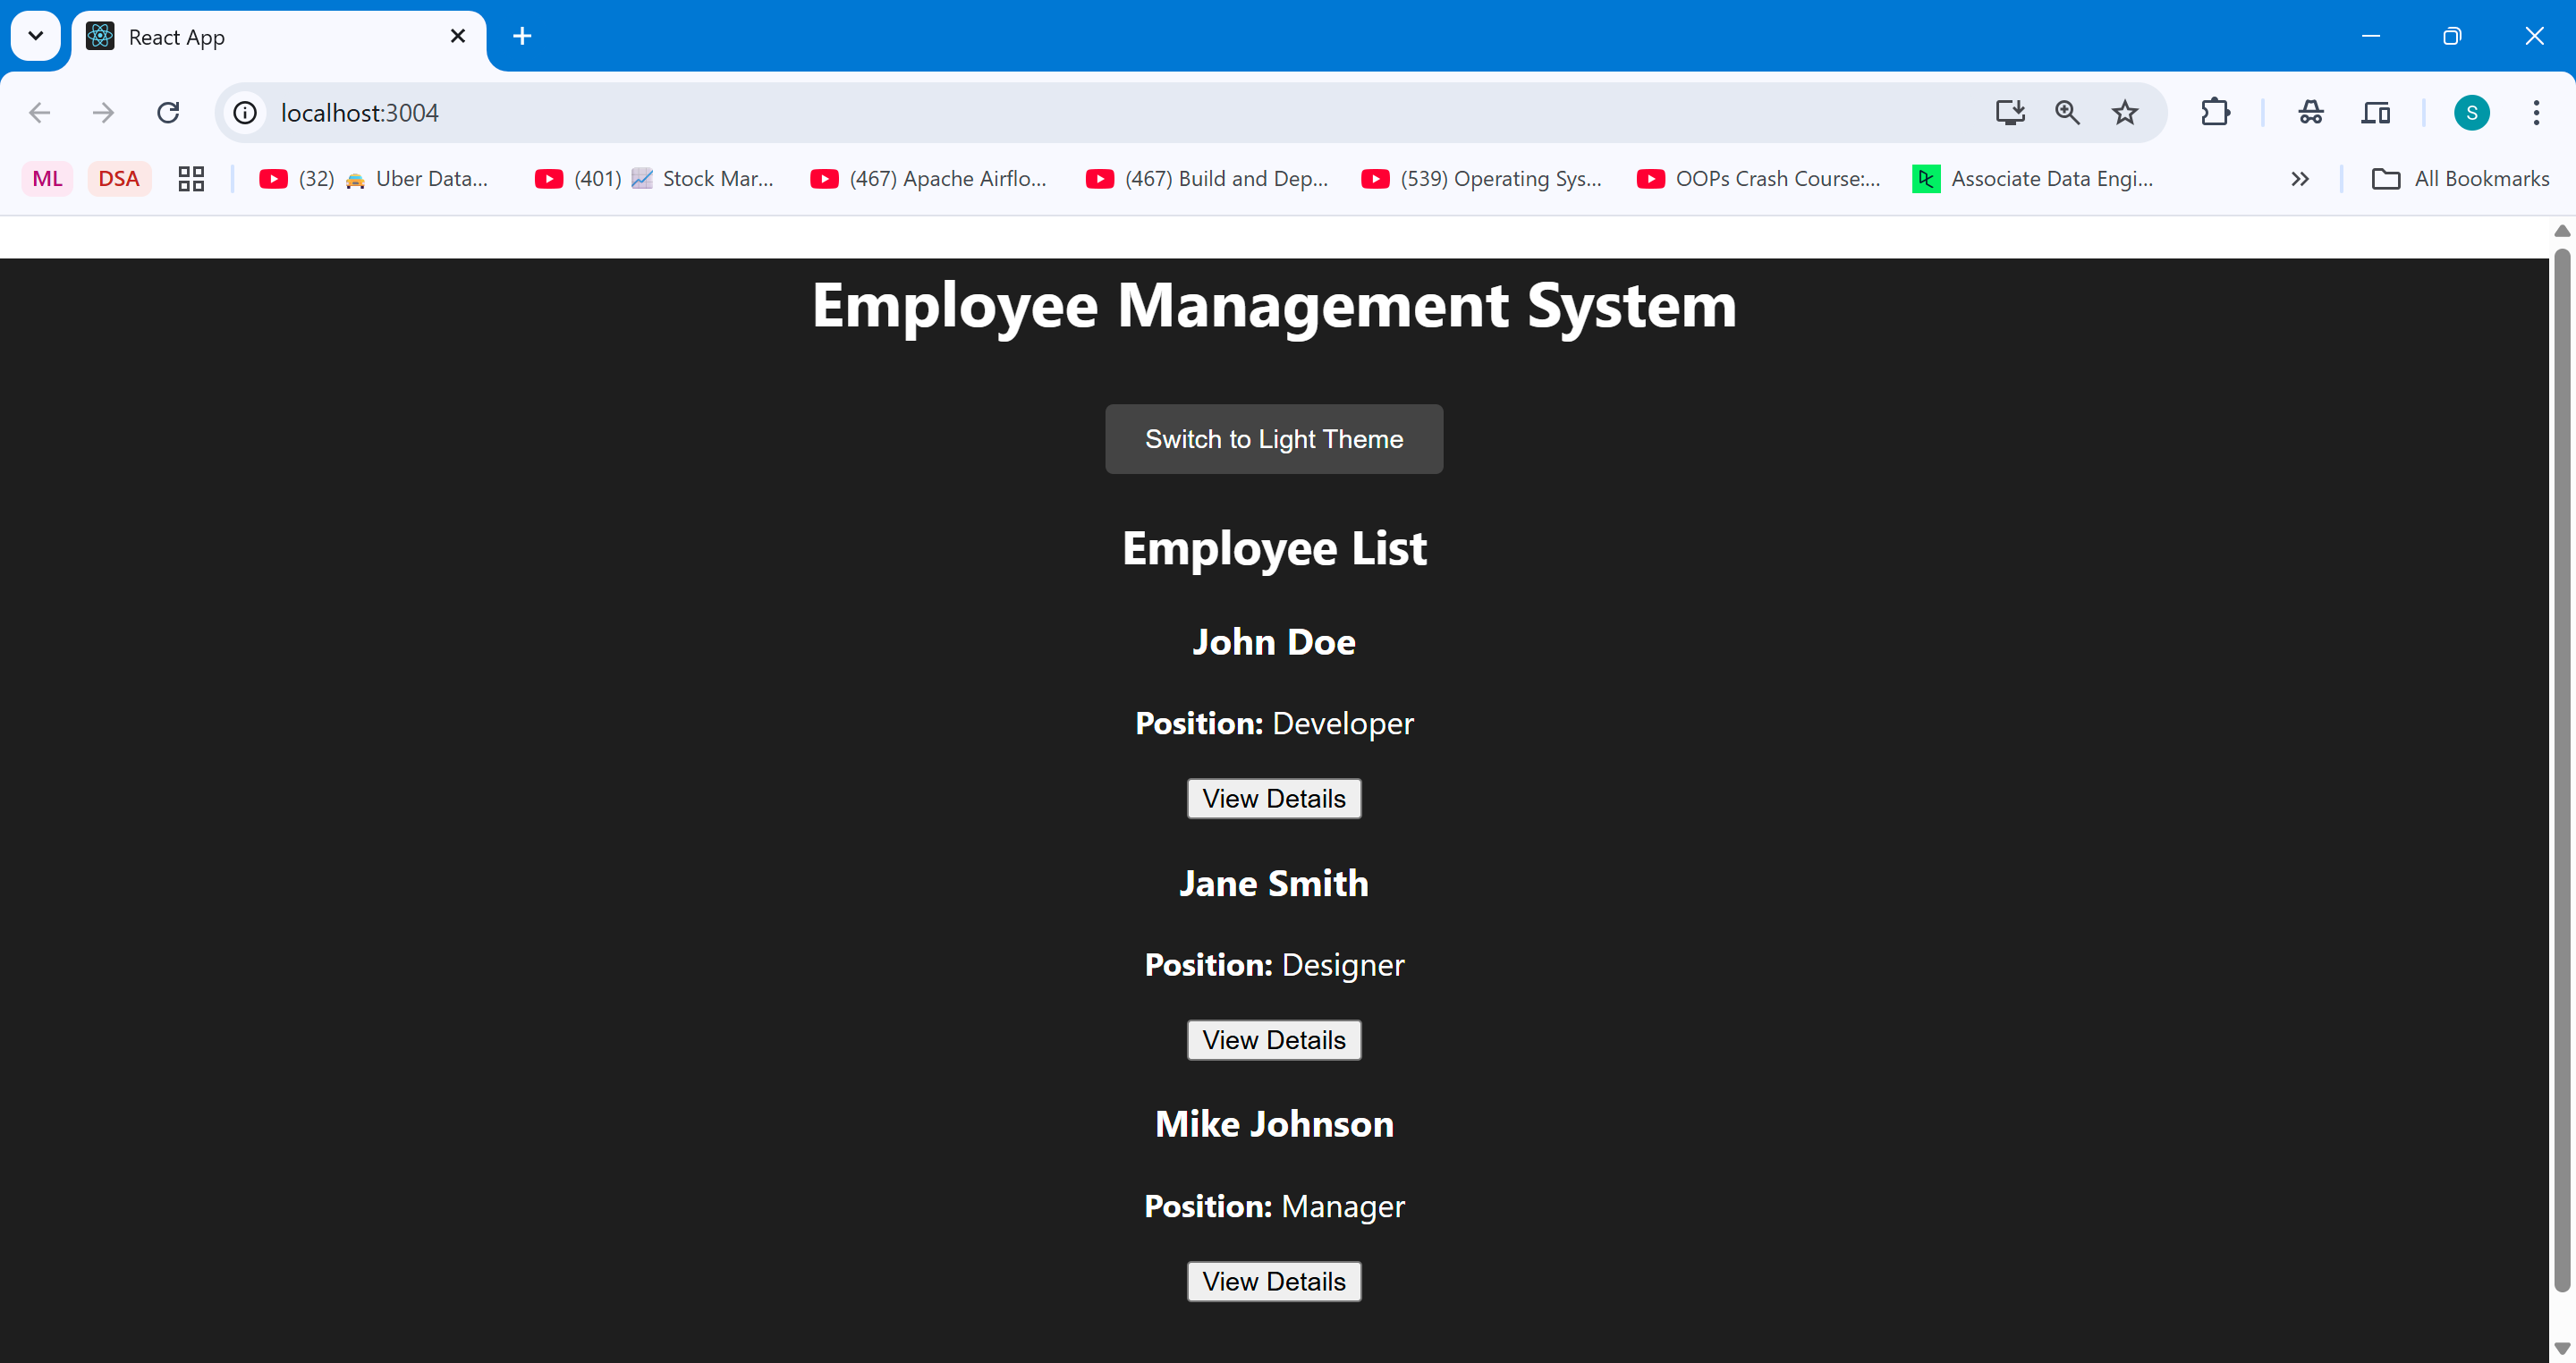 React App
localhost:3004
ML DSA (32) 🚖 Uber Data... (401) 📈 Stock Mar... (467) Apache Airflo... (467) Build and Dep... (539) Operating Sys... OOPs Crash Course:... Associate Data Engi... All Bookmarks
S
Employee Management System
Switch to Light Theme
Employee List
John Doe
Position: Developer
View Details
Jane Smith
Position: Designer
View Details
Mike Johnson
Position: Manager
View Details